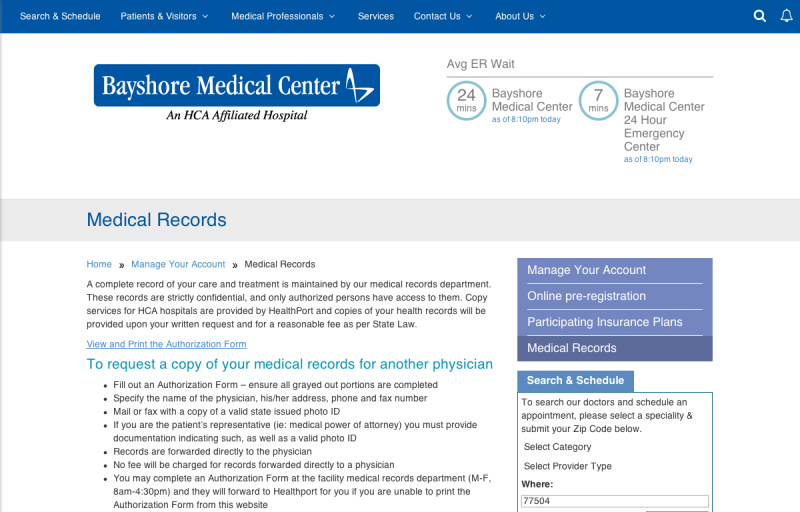 Search & Schedule Patients & Visitors Medical Professionals Services Contact Us About Us
Avg ER Wait
Bayshore Medical Center
An HCA Affiliated Hospital
24
mins
Bayshore
Medical Center
as of 8:10pm today
7
mins
Bayshore
Medical Center
24 Hour
Emergency
Center
as of 8:10pm today
Medical Records
Home » Manage Your Account » Medical Records
A complete record of your care and treatment is maintained by our medical records department.
These records are strictly confidential, and only authorized persons have access to them. Copy
services for HCA hospitals are provided by HealthPort and copies of your health records will be
provided upon your written request and for a reasonable fee as per State Law.
View and Print the Authorization Form
To request a copy of your medical records for another physician
• Fill out an Authorization Form – ensure all grayed out portions are completed
• Specify the name of the physician, his/her address, phone and fax number
• Mail or fax with a copy of a valid state issued photo ID
• If you are the patient's representative (ie: medical power of attorney) you must provide
documentation indicating such, as well as a valid photo ID
• Records are forwarded directly to the physician
• No fee will be charged for records forwarded directly to a physician
• You may complete an Authorization Form at the facility medical records department (M-F,
8am-4:30pm) and they will forward to Healthport for you if you are unable to print the
Authorization Form from this website
Manage Your Account
Online pre-registration
Participating Insurance Plans
Medical Records
Search & Schedule
To search our doctors and schedule an
appointment, please select a speciality &
submit your Zip Code below.
Select Category
Select Provider Type
Where:
77504